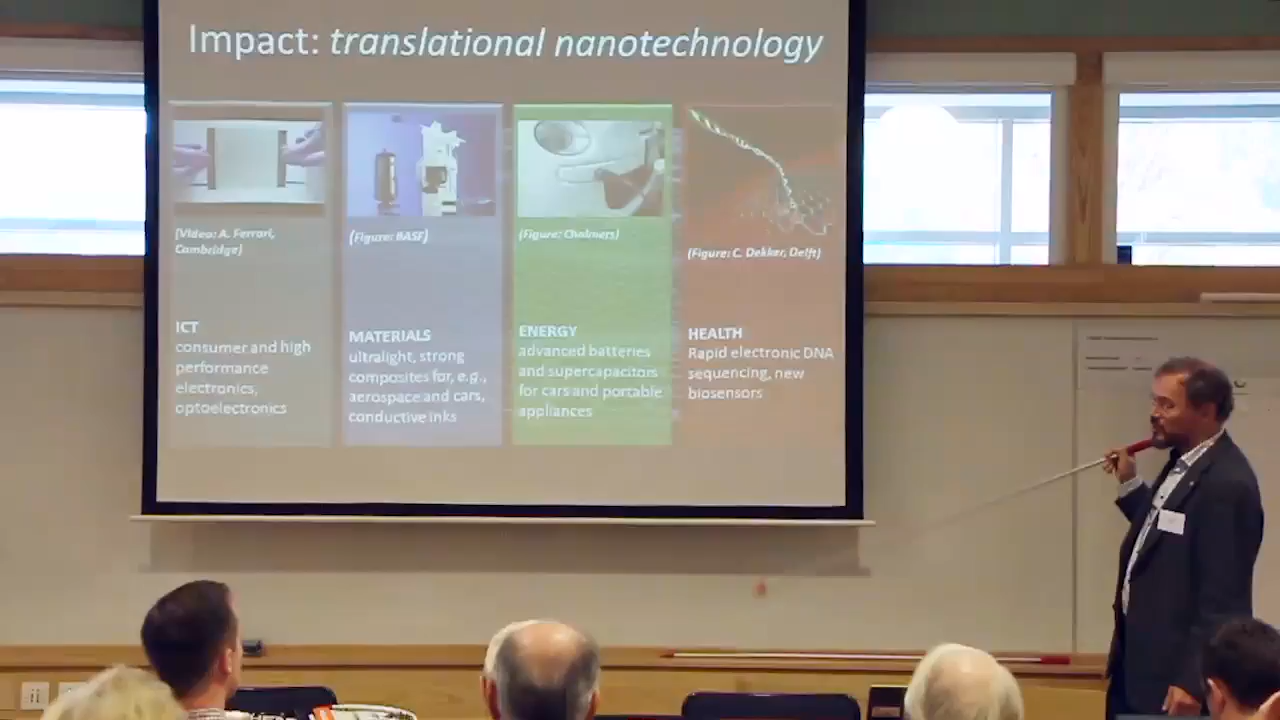 Impact: translational nanotechnology
(Video: A. Ferrari,
Cambridge)
ICT
consumer and high
performance
electronics,
optoelectronics
(Figure: BASF)
MATERIALS
ultralight, strong
composites for, e.g.,
aerospace and cars,
conductive inks
(Figure: Chalmers)
ENERGY
advanced batteries
and supercapacitors
for cars and portable
appliances
(Figure: C. Dekker, Delft)
HEALTH
Rapid electronic DNA
sequencing, new
biosensors